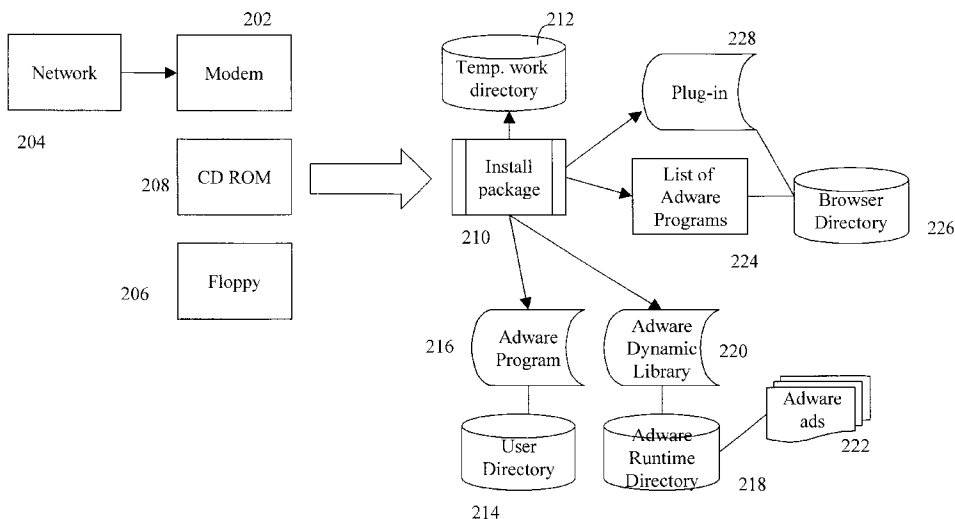 202
212
228
Network
Modem
Temp. work
directory
Plug-in
204
208
CD ROM
Install
package
List of
Adware
Programs
Browser
Directory
210
224
226
206
Floppy
216
Adware
Program
Adware
Dynamic
Library
220
Adware
ads
222
User
Directory
Adware
Runtime
Directory
214
218